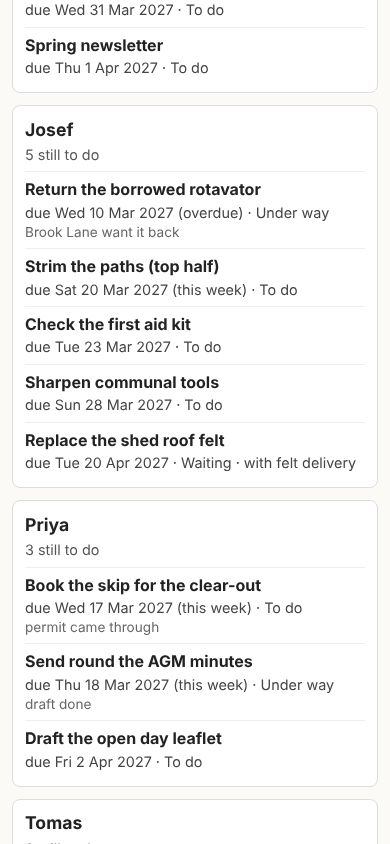 due Wed 31 Mar 2027 · To do
Spring newsletter
due Thu 1 Apr 2027 · To do
Josef
5 still to do
Return the borrowed rotavator
due Wed 10 Mar 2027 (overdue) · Under way
Brook Lane want it back
Strim the paths (top half)
due Sat 20 Mar 2027 (this week) · To do
Check the first aid kit
due Tue 23 Mar 2027 · To do
Sharpen communal tools
due Sun 28 Mar 2027 · To do
Replace the shed roof felt
due Tue 20 Apr 2027 · Waiting · with felt delivery
Priya
3 still to do
Book the skip for the clear-out
due Wed 17 Mar 2027 (this week) · To do
permit came through
Send round the AGM minutes
due Thu 18 Mar 2027 (this week) · Under way
draft done
Draft the open day leaflet
due Fri 2 Apr 2027 · To do
Tomas